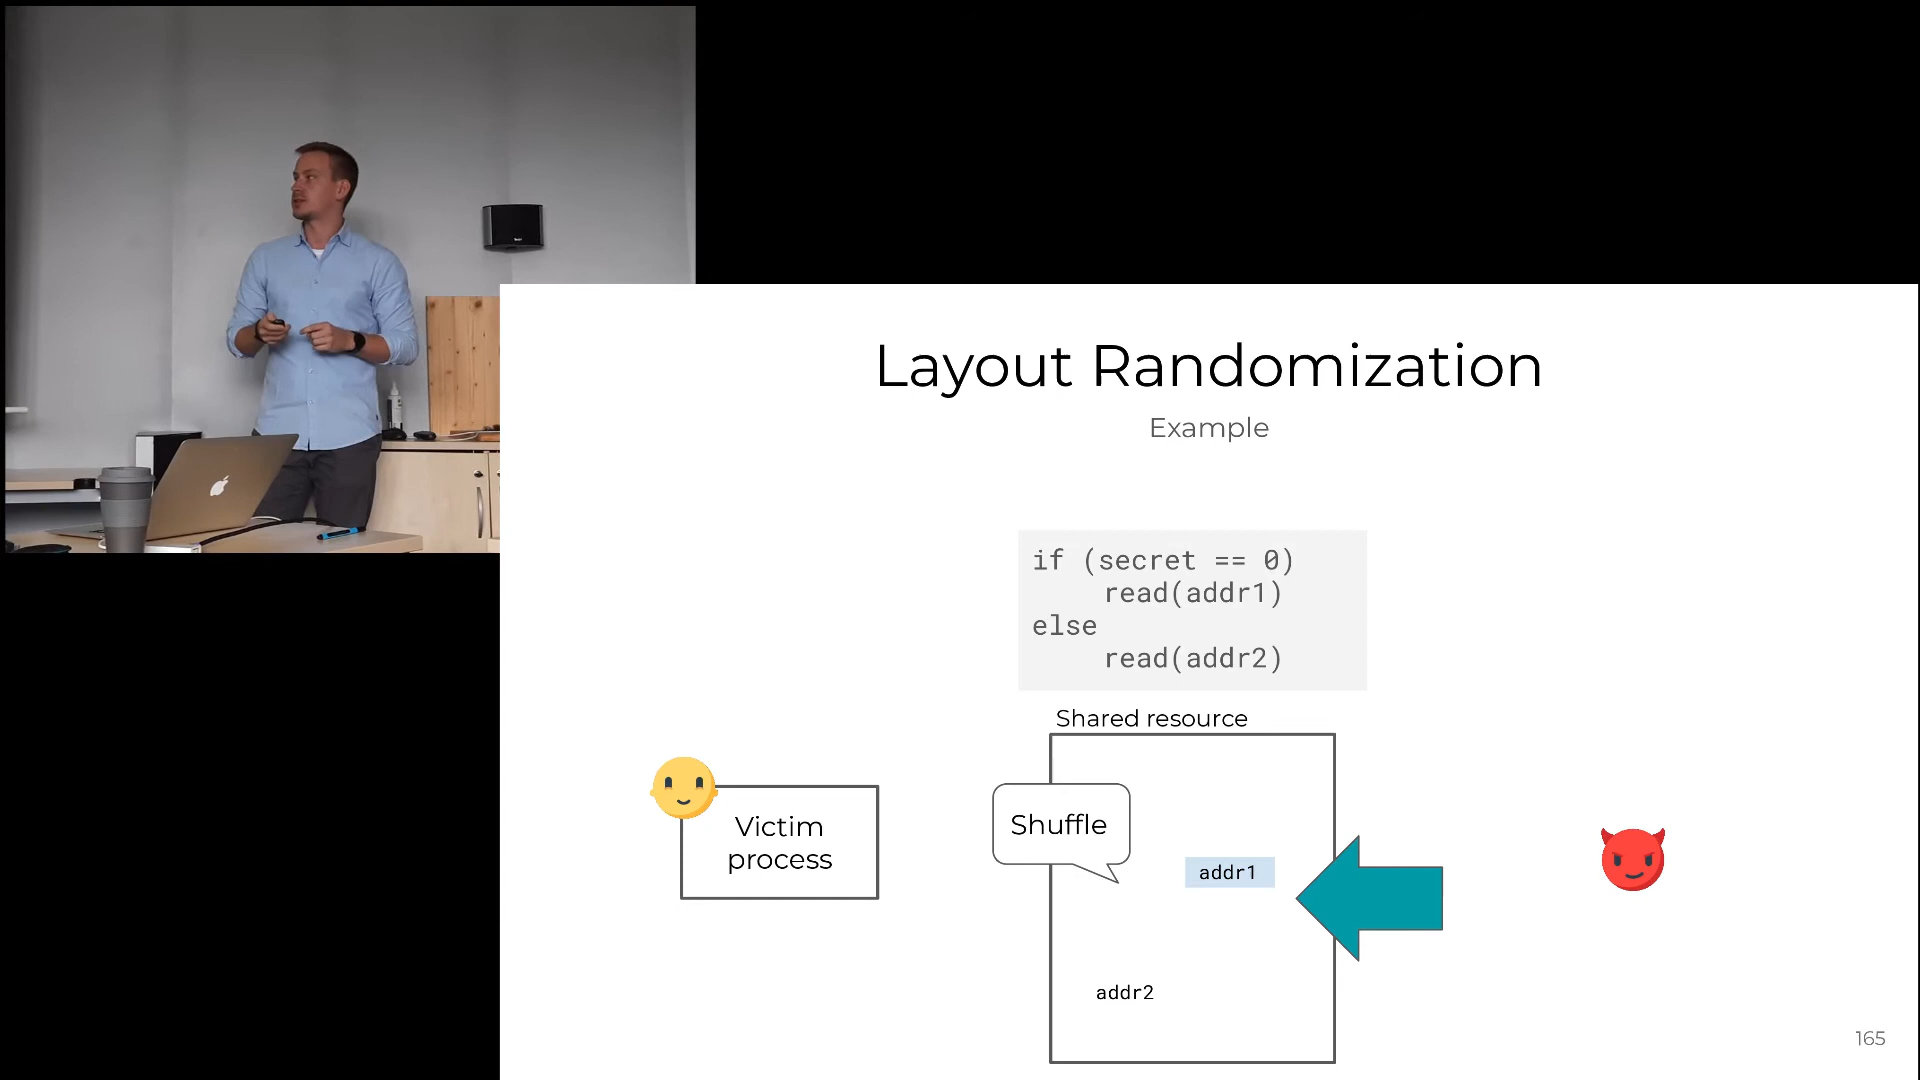 Layout Randomization
Example
if (secret == 0)
read(addr1)
else
read(addr2)
Shared resource
Shuffle
Victim
process
addr1
addr2
165